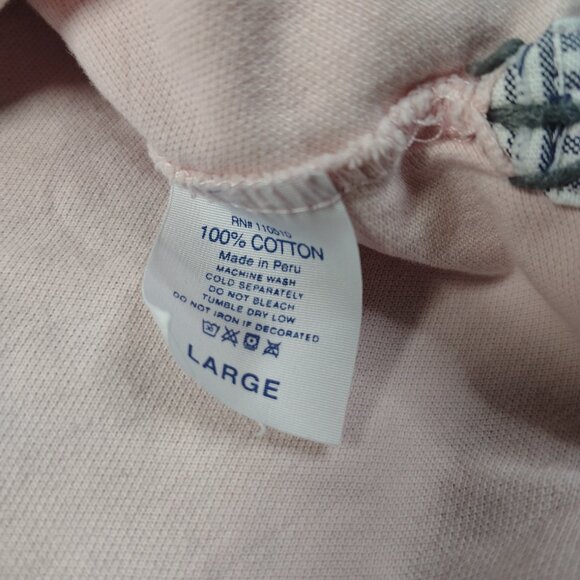 RN# 110510
100% COTTON
Made in Peru
MACHINE WASH
COLD SEPARATELY
DO NOT BLEACH
TUMBLE DRY LOW
DO NOT IRON IF DECORATED
LARGE